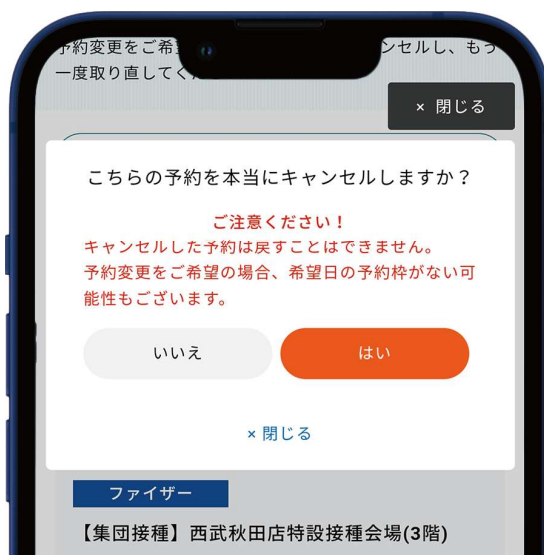 予約変更をご希
ンセルし、もう
一度取り直してく
× 閉じる
こちらの予約を本当にキャンセルしますか？
ご注意ください！
キャンセルした予約は戻すことはできません。
予約変更をご希望の場合、希望日の予約枠がない可
能性もございます。
いいえ
はい
× 閉じる
ファイザー
【集団接種】西武秋田店特設接種会場(3階)